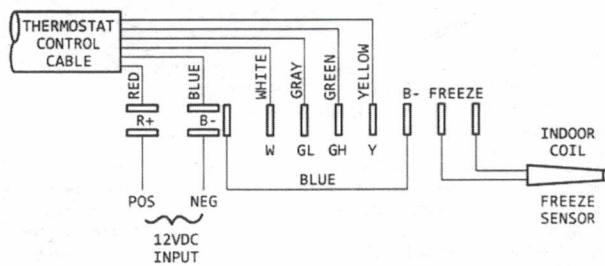 THERMOSTAT
CONTROL
CABLE
RED
BLUE
WHITE
GRAY
GREEN
YELLOW
B- FREEZE
R+
B-
W
GL
GH
Y
INDOOR
COIL
BLUE
POS
NEG
FREEZE
SENSOR
12VDC
INPUT